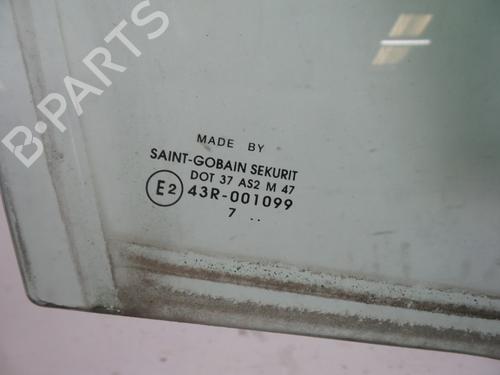 B-PARTS
MADE BY
SAINT-GOBAIN SEKURIT
DOT 37 AS2 M 47
E2 43R-001099
7 ..